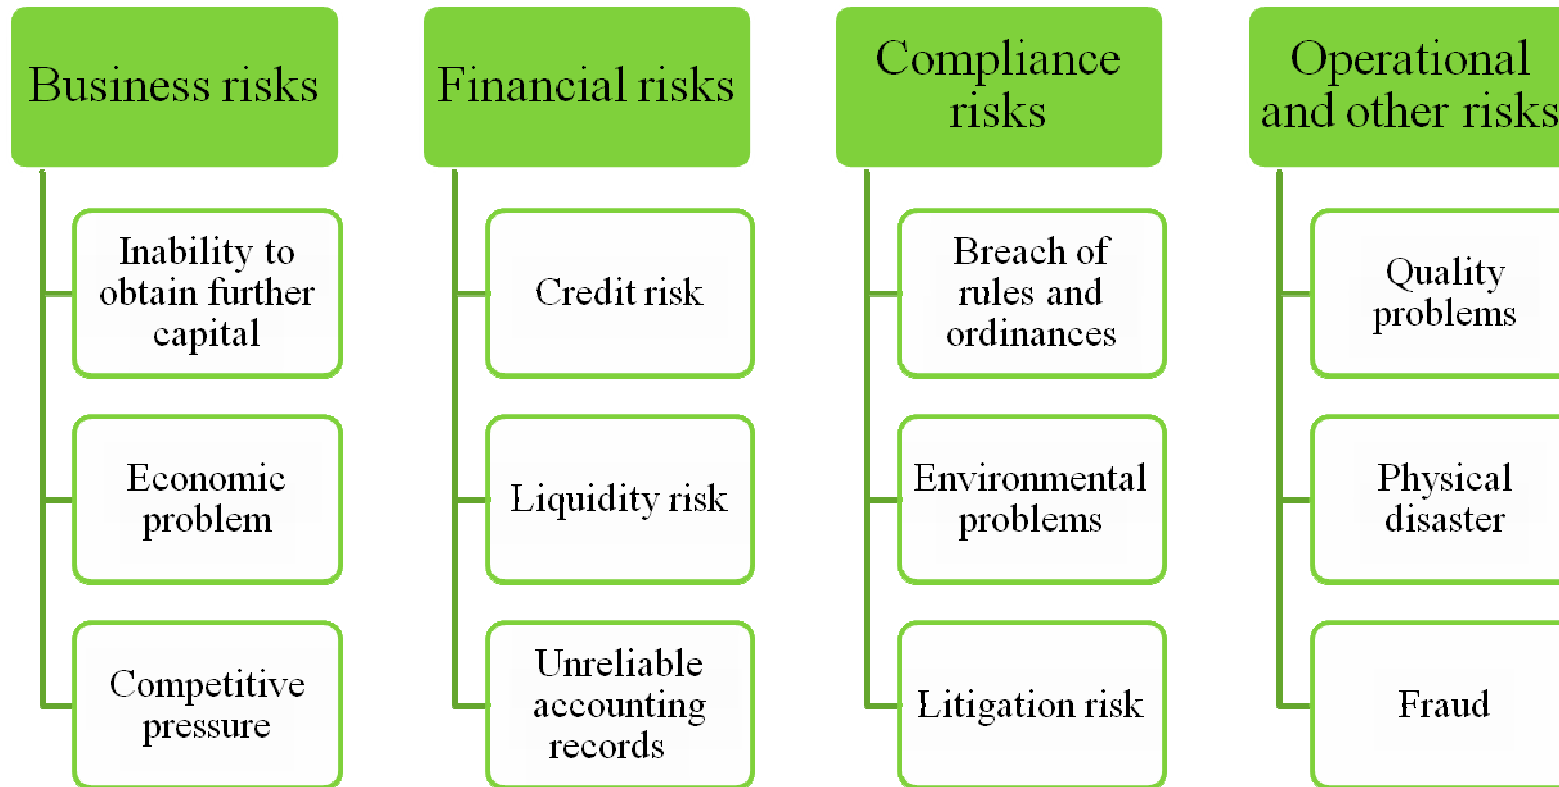 Business risks
Inability to
obtain further
capital
Economic
problem
Competitive
pressure
Financial risks
Credit risk
Liquidity risk
Unreliable
accounting
records
Compliance
risks
Breach of
rules and
ordinances
Environmental
problems
Litigation risk
Operational
and other risks
Quality
problems
Physical
disaster
Fraud